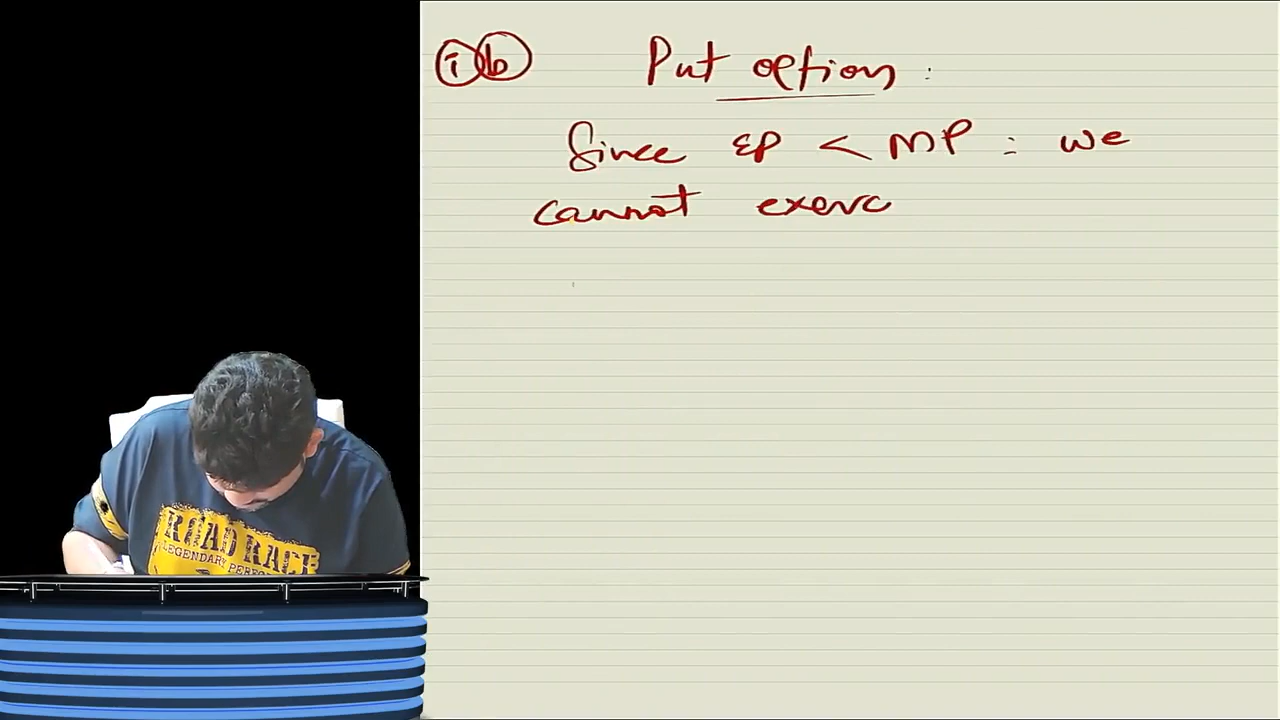 i b Put option :
Since EP < MP : we
cannot exerc
ROAD RACE
LEGENDARY PERFO